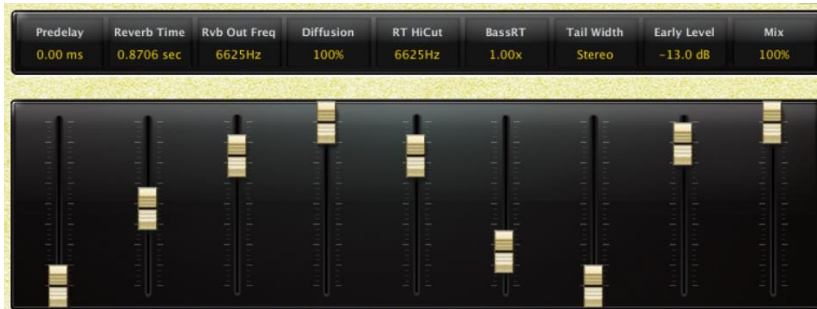 Predelay Reverb Time Rvb Out Freq Diffusion RT HiCut BassRT Tail Width Early Level Mix
0.00 ms 0.8706 sec 6625Hz 100% 6625Hz 1.00x Stereo -13.0 dB 100%